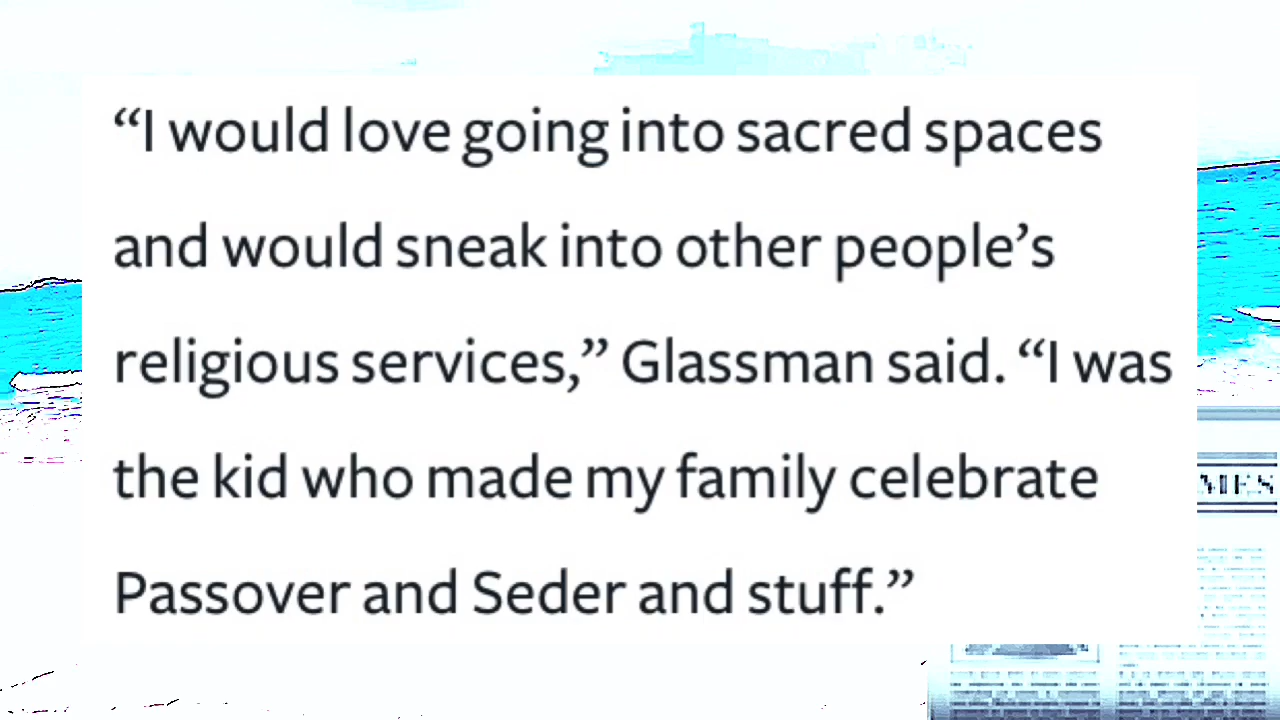 “I would love going into sacred spaces
and would sneak into other people’s
religious services,” Glassman said. “I was
the kid who made my family celebrate
Passover and and stuff.”